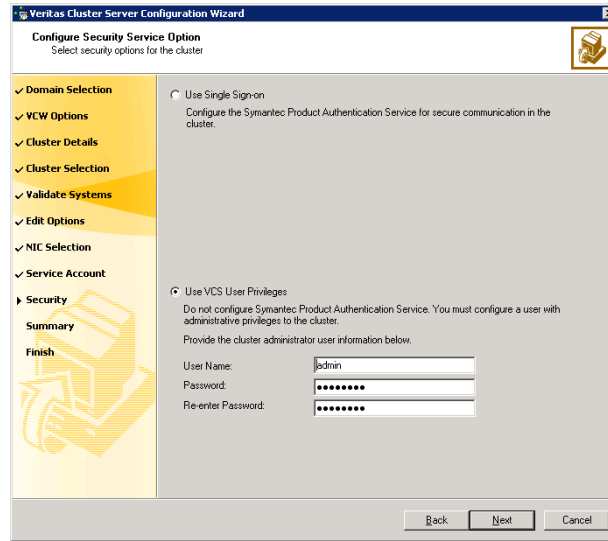 Veritas Cluster Server Configuration Wizard
Configure Security Service Option
Select security options for the cluster
Domain Selection
VCW Options
Cluster Details
Cluster Selection
Validate Systems
Edit Options
NIC Selection
Service Account
Security
Summary
Finish
Use Single Sign-on
Configure the Symantec Product Authentication Service for secure communication in the
cluster.
Use VCS User Privileges
Do not configure Symantec Product Authentication Service. You must configure a user with
administrative privileges to the cluster.
Provide the cluster administrator user information below.
User Name:
admin
Password:
●●●●●●●●
Re-enter Password:
●●●●●●●●
Back
Next
Cancel